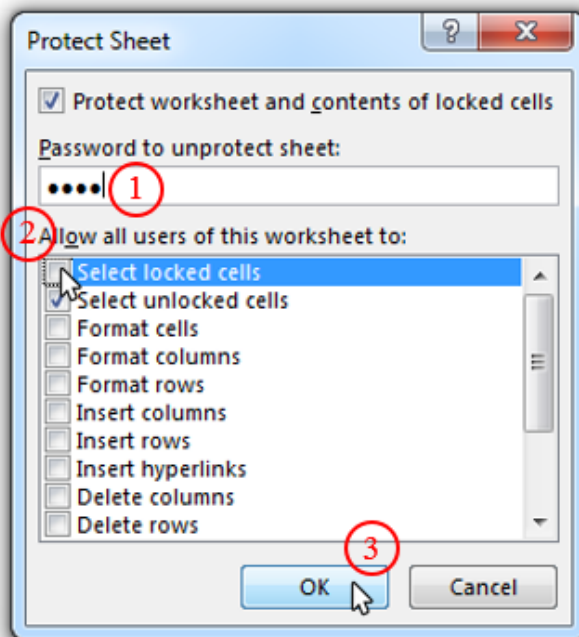 Protect Sheet
Protect worksheet and contents of locked cells
Password to unprotect sheet:
•••• 1
2 Allow all users of this worksheet to:
Select locked cells
Select unlocked cells
Format cells
Format columns
Format rows
Insert columns
Insert rows
Insert hyperlinks
Delete columns
Delete rows
3
OK Cancel